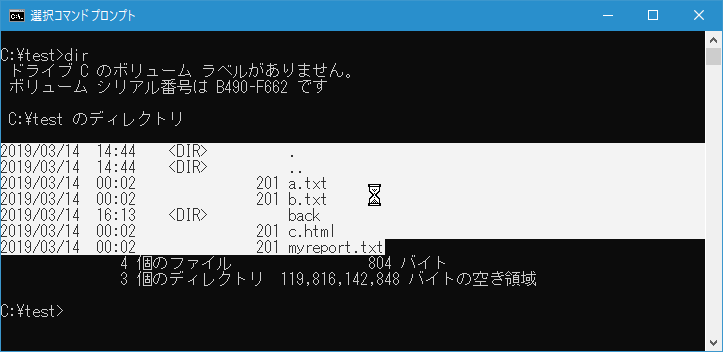 選択コマンドプロンプト
C:¥test>dir
ドライブ C のボリューム ラベルがありません。
ボリューム シリアル番号は B490-F662 です
C:¥test のディレクトリ
2019/03/14  14:44    <DIR>          .
2019/03/14  14:44    <DIR>          ..
2019/03/14  00:02               201 a.txt
2019/03/14  00:02               201 b.txt
2019/03/14  16:13    <DIR>          back
2019/03/14  00:02               201 c.html
2019/03/14  00:02               201 myreport.txt
4 個のファイル                 804 バイト
3 個のディレクトリ  119,816,142,848 バイトの空き領域
C:¥test>